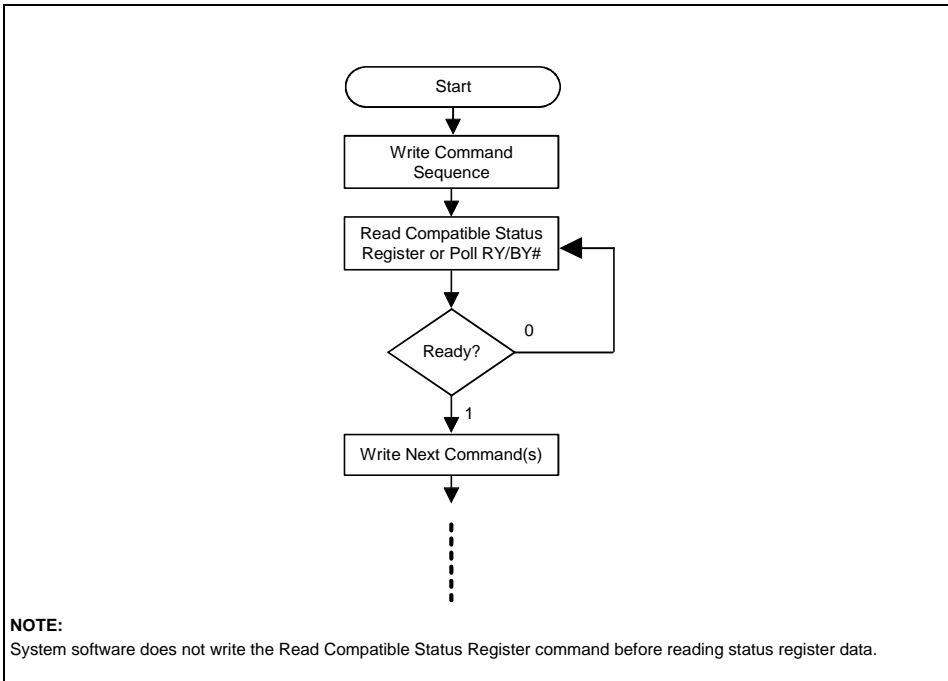 Start
Write Command
Sequence
Read Compatible Status
Register or Poll RY/BY#
Ready?
0
1
Write Next Command(s)
NOTE:
System software does not write the Read Compatible Status Register command before reading status register data.